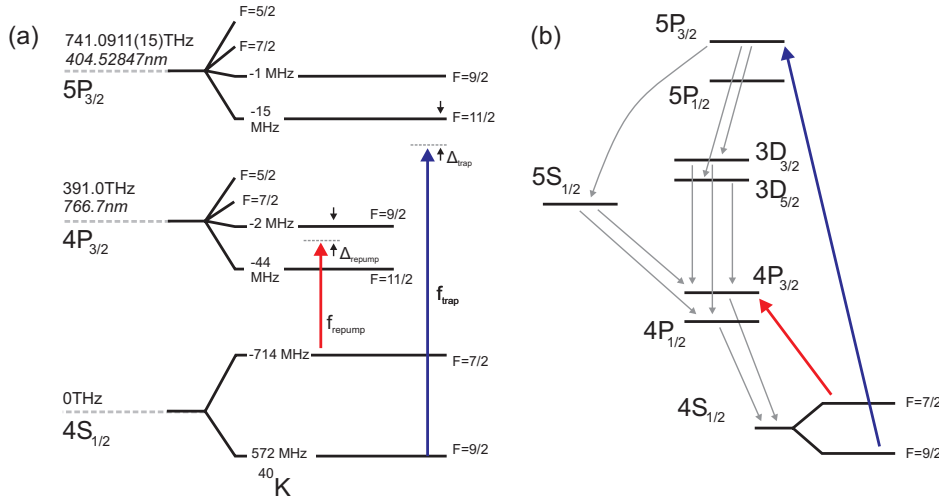 (a)
F=5/2
741.0911(15)THz
F=7/2
404.52847nm
-1 MHz
F=9/2
5P3/2
-15
MHz
F=11/2
Δtrap
391.0THz
F=5/2
766.7nm
F=7/2
-2 MHz
F=9/2
4P3/2
Δrepump
-44
MHz
F=11/2
ftrap
frepump
-714 MHz
F=7/2
0THz
4S1/2
572 MHz
F=9/2
40K
(b)
5P3/2
5P1/2
3D3/2
5S1/2
3D5/2
4P3/2
4P1/2
4S1/2
F=7/2
F=9/2